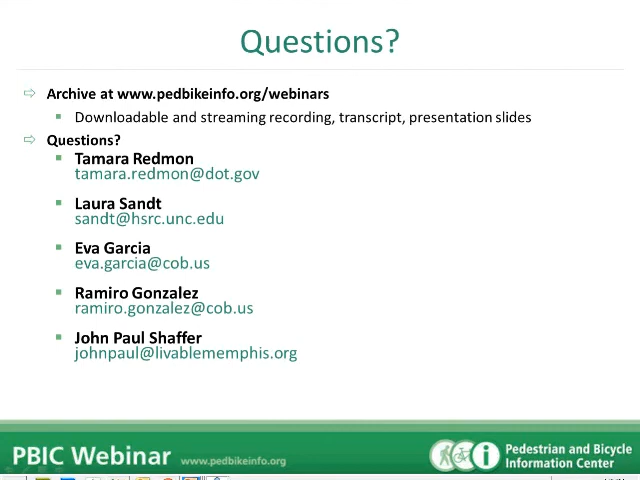 Questions?
Archive at www.pedbikeinfo.org/webinars
Downloadable and streaming recording, transcript, presentation slides
Questions?
Tamara Redmon
tamara.redmon@dot.gov
Laura Sandt
sandt@hsrc.unc.edu
Eva Garcia
eva.garcia@cob.us
Ramiro Gonzalez
ramiro.gonzalez@cob.us
John Paul Shaffer
johnpaul@livablememphis.org
PBIC Webinar
www.pedbikeinfo.org
Pedestrian and Bicycle
Information Center